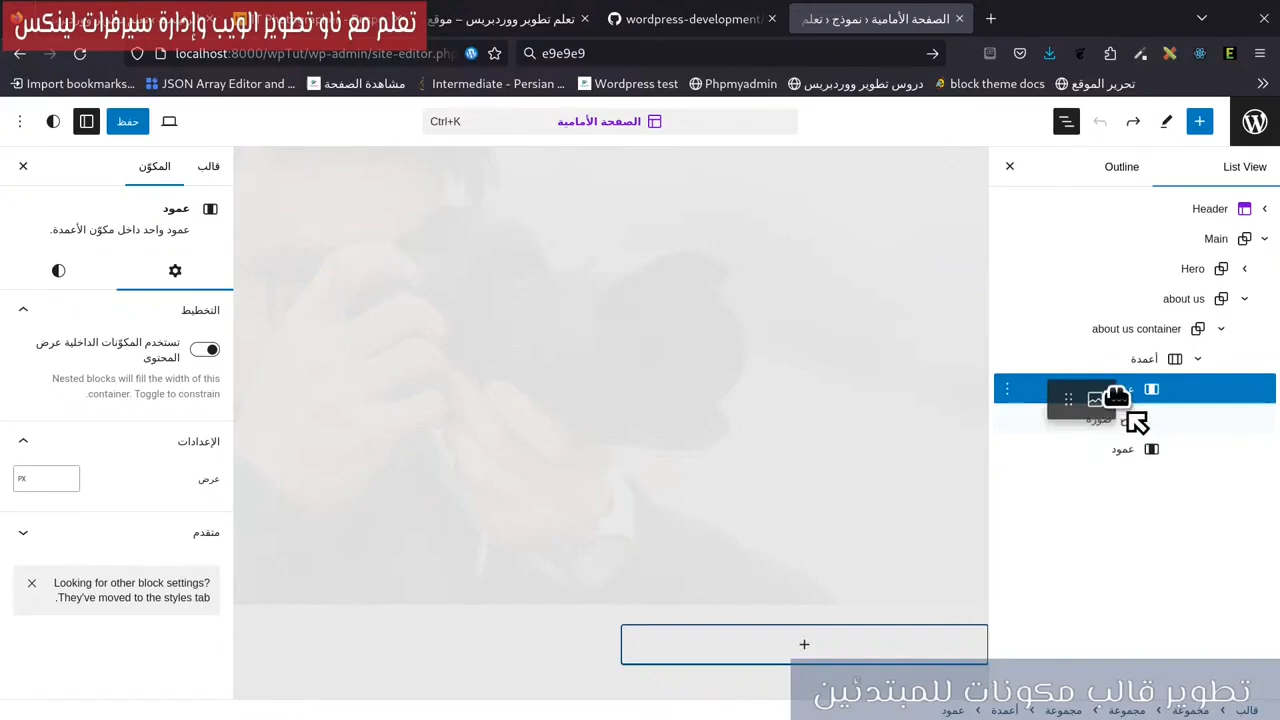 تعلم مع ناو تطوير الويب وإدارة سيرفرات لينكس
تعلم تطوير ووردبريس – موقع
wordpress-development/
الصفحة الأمامية ‹ نموذج ‹ تعلم
localhost:8000/wpTut/wp-admin/site-editor.php
e9e9e9
Import bookmarks...
JSON Array Editor and ...
مشاهدة الصفحة
Intermediate - Persian ...
Wordpress test
Phpmyadmin
دروس تطوير ووردبريس
block theme docs
تحرير الموقع
حفظ
الصفحة الأمامية
Ctrl+K
قالب
المكوّن
Outline
List View
عمود
عمود واحد داخل مكوّن الأعمدة.
التخطيط
تستخدم المكوّنات الداخلية عرض
المحتوى
Nested blocks will fill the width of this
container. Toggle to constrain.
الإعدادات
عرض
PX
متقدم
Looking for other block settings?
They've moved to the styles tab.
Header
Main
Hero
about us
about us container
أعمدة
صورة
عمود
تطوير قالب مكونات للمبتدئين
قالب
مجموعة
مجموعة
مجموعة
أعمدة
عمود